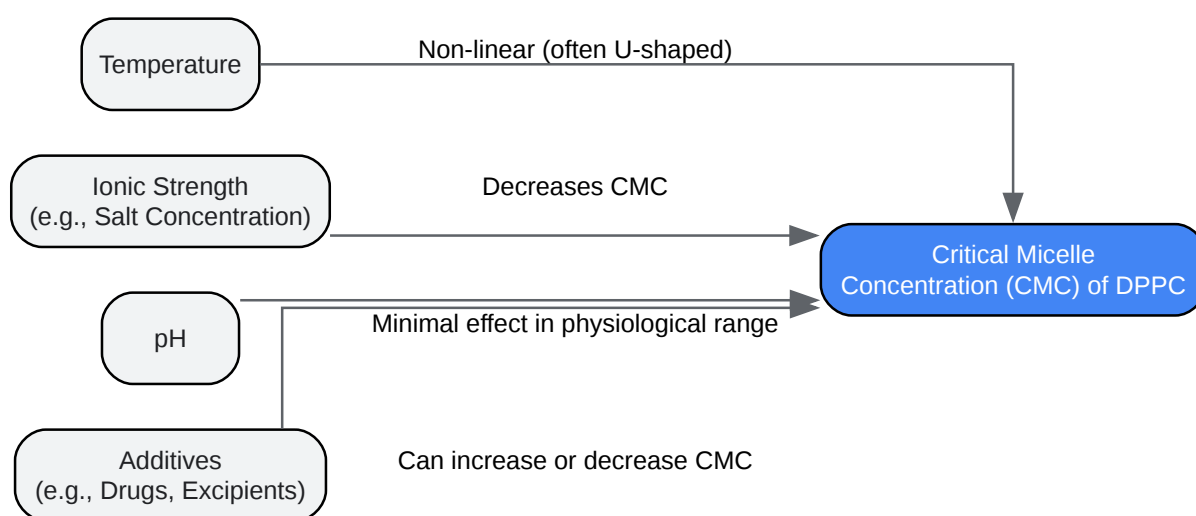 Temperature
Non-linear (often U-shaped)
Ionic Strength
(e.g., Salt Concentration)
Decreases CMC
Critical Micelle
Concentration (CMC) of DPPC
pH
Minimal effect in physiological range
Additives
(e.g., Drugs, Excipients)
Can increase or decrease CMC